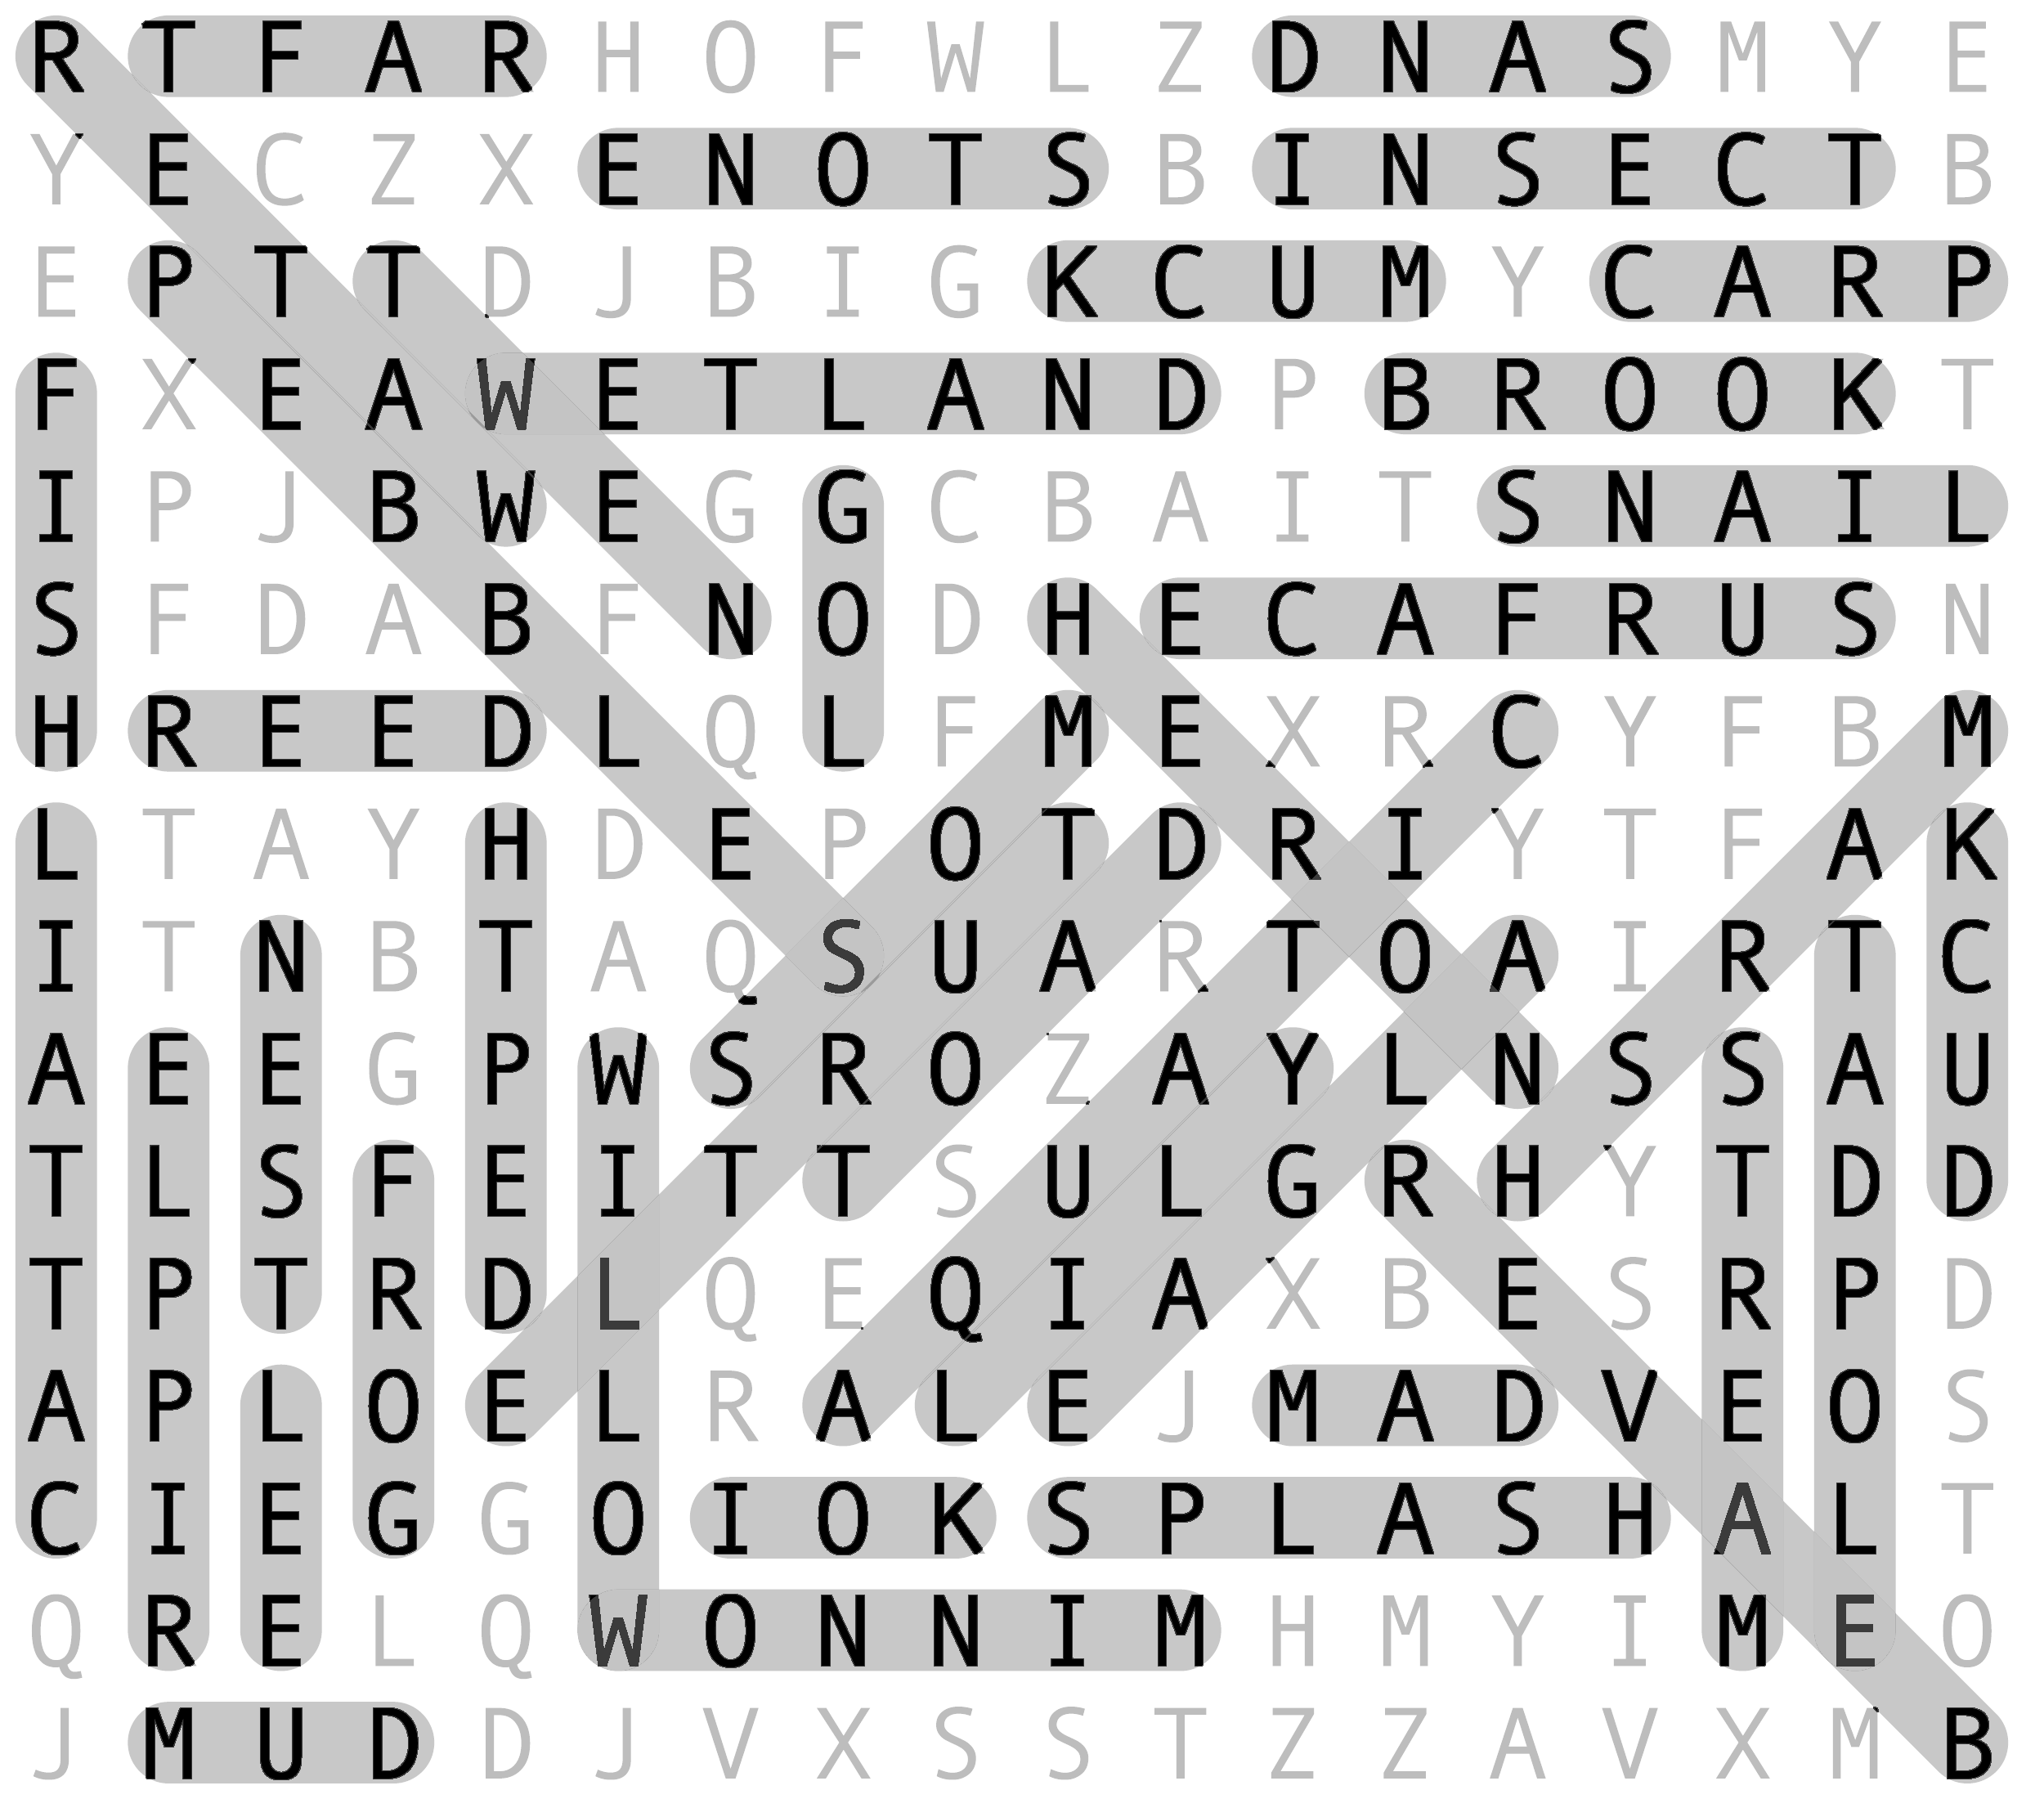 R T F A R H O F W L Z D N A S M Y E
Y E C Z X E N O T S B I N S E C T B
E P T T D J B I G K C U M Y C A R P
F X E A W E T L A N D P B R O O K T
I P J B W E G G C B A I T S N A I L
S F D A B F N O D H E C A F R U S N
H R E E D L Q L F M E X R C Y F B M
L T A Y H D E P O T D R I Y T F A K
I T N B T A Q S U A R T O A I R T C
A E E G P W S R O Z A Y L N S S A U
T L S F E I T T S U L G R H Y T D D
T P T R D L Q E Q I A X B E S R P D
A P L O E L R A L E J M A D V E O S
C I E G G O I O K S P L A S H A L T
Q R E L Q W O N N I M H M Y I M E O
J M U D D J V X S S T Z Z A V X M B